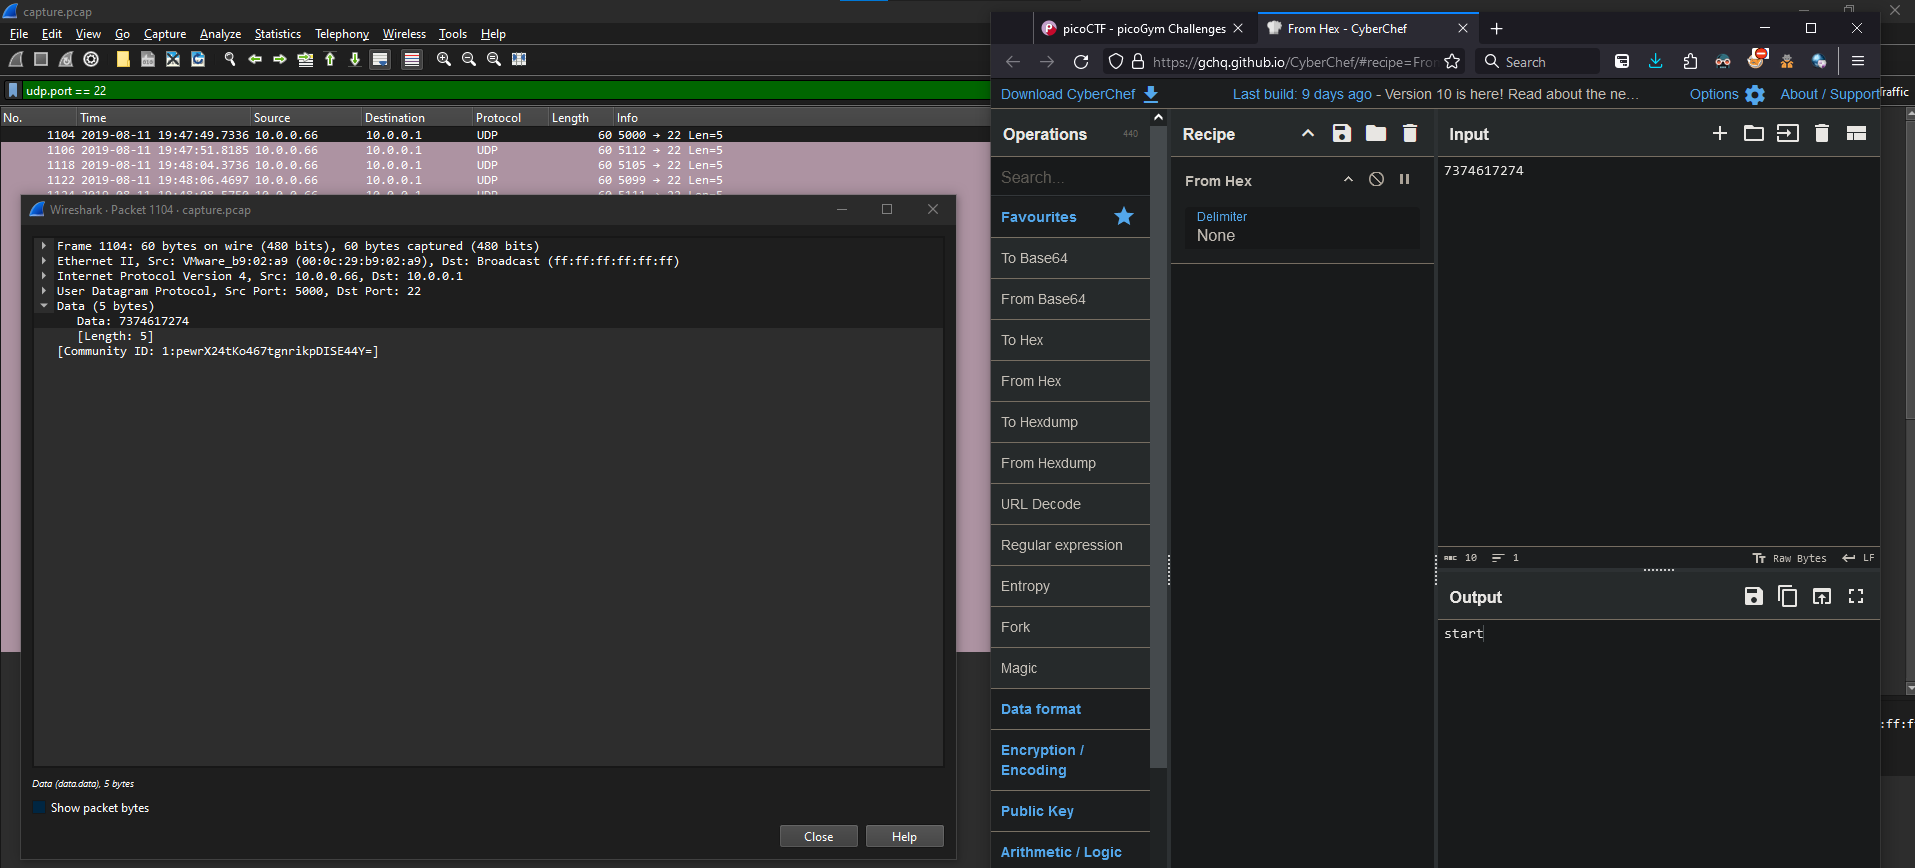 capture.pcap
File Edit View Go Capture Analyze Statistics Telephony Wireless Tools Help
udp.port == 22
No. Time Source Destination Protocol Length Info
1104 2019-08-11 19:47:49.7336 10.0.0.66 10.0.0.1 UDP 60 5000 → 22 Len=5
1106 2019-08-11 19:47:51.8185 10.0.0.66 10.0.0.1 UDP 60 5112 → 22 Len=5
1118 2019-08-11 19:48:04.3736 10.0.0.66 10.0.0.1 UDP 60 5105 → 22 Len=5
1122 2019-08-11 19:48:06.4697 10.0.0.66 10.0.0.1 UDP 60 5099 → 22 Len=5
Wireshark · Packet 1104 · capture.pcap
Frame 1104: 60 bytes on wire (480 bits), 60 bytes captured (480 bits)
Ethernet II, Src: VMware_b9:02:a9 (00:0c:29:b9:02:a9), Dst: Broadcast (ff:ff:ff:ff:ff:ff)
Internet Protocol Version 4, Src: 10.0.0.66, Dst: 10.0.0.1
User Datagram Protocol, Src Port: 5000, Dst Port: 22
Data (5 bytes)
Data: 7374617274
[Length: 5]
[Community ID: 1:pewrX24tKo467tgnrikpDISE44Y=]
Data (data.data), 5 bytes
Show packet bytes
Close Help
picoCTF - picoGym Challenges
From Hex - CyberChef
https://gchq.github.io/CyberChef/#recipe=Fro
Search
Download CyberChef
Last build: 9 days ago - Version 10 is here! Read about the ne...
Options
About / Support
raffic
Operations 440
Search...
Favourites
To Base64
From Base64
To Hex
From Hex
To Hexdump
From Hexdump
URL Decode
Regular expression
Entropy
Fork
Magic
Data format
Encryption /
Encoding
Public Key
Arithmetic / Logic
Recipe
From Hex
Delimiter
None
Input
7374617274
ABC 10 1
Tт Raw Bytes LF
Output
start
:ff:f